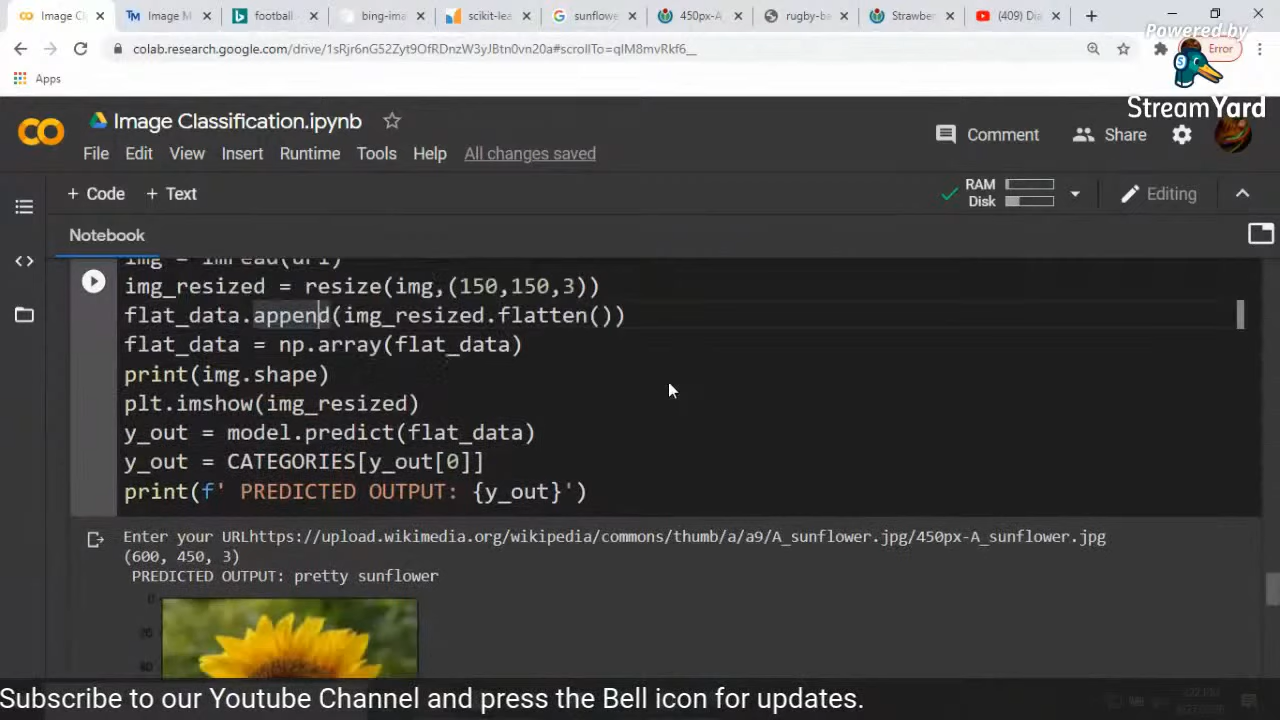 Image Cl
Image M
football
bing-ima
scikit-lea
sunflowe
450px-A
rugby-ba
Strawber
(409) Dia
Powered by
colab.research.google.com/drive/1sRjr6nG52Zyt9OfRDnzW3yJBtn0vn20a#scrollTo=qIM8mvRkf6__
Error
Apps
StreamYard
Image Classification.ipynb
Comment
Share
File Edit View Insert Runtime Tools Help All changes saved
+ Code + Text
RAM
Disk
Editing
Notebook
img = imread(url)
img_resized = resize(img,(150,150,3))
flat_data.append(img_resized.flatten())
flat_data = np.array(flat_data)
print(img.shape)
plt.imshow(img_resized)
y_out = model.predict(flat_data)
y_out = CATEGORIES[y_out[0]]
print(f' PREDICTED OUTPUT: {y_out}')
Enter your URLhttps://upload.wikimedia.org/wikipedia/commons/thumb/a/a9/A_sunflower.jpg/450px-A_sunflower.jpg
(600, 450, 3)
PREDICTED OUTPUT: pretty sunflower
0
Subscribe to our Youtube Channel and press the Bell icon for updates.